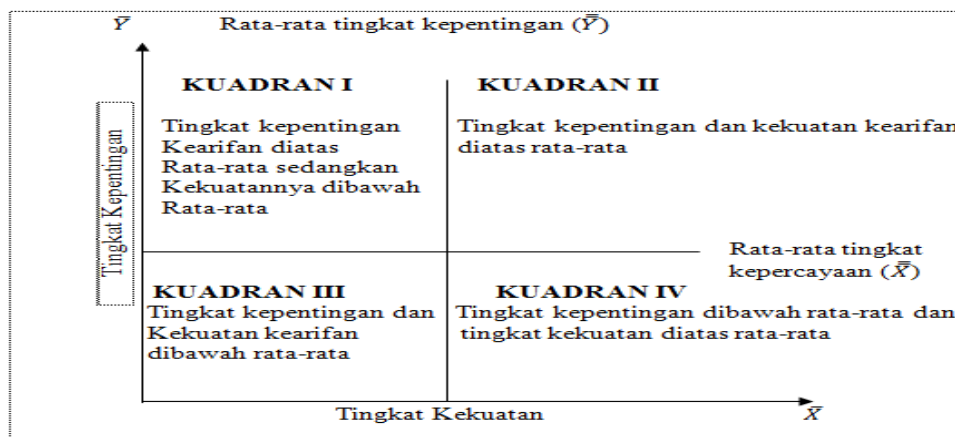 Ȳ Rata-rata tingkat kepentingan (Y̿)
KUADRAN I
Tingkat kepentingan
Kearifan diatas
Rata-rata sedangkan
Kekuatannya dibawah
Rata-rata
KUADRAN II
Tingkat kepentingan dan kekuatan kearifan
diatas rata-rata
Tingkat Kepentingan
Rata-rata tingkat
kepercayaan (X̿)
KUADRAN III
Tingkat kepentingan dan
Kekuatan kearifan
dibawah rata-rata
KUADRAN IV
Tingkat kepentingan dibawah rata-rata dan
tingkat kekuatan diatas rata-rata
Tingkat Kekuatan X̄